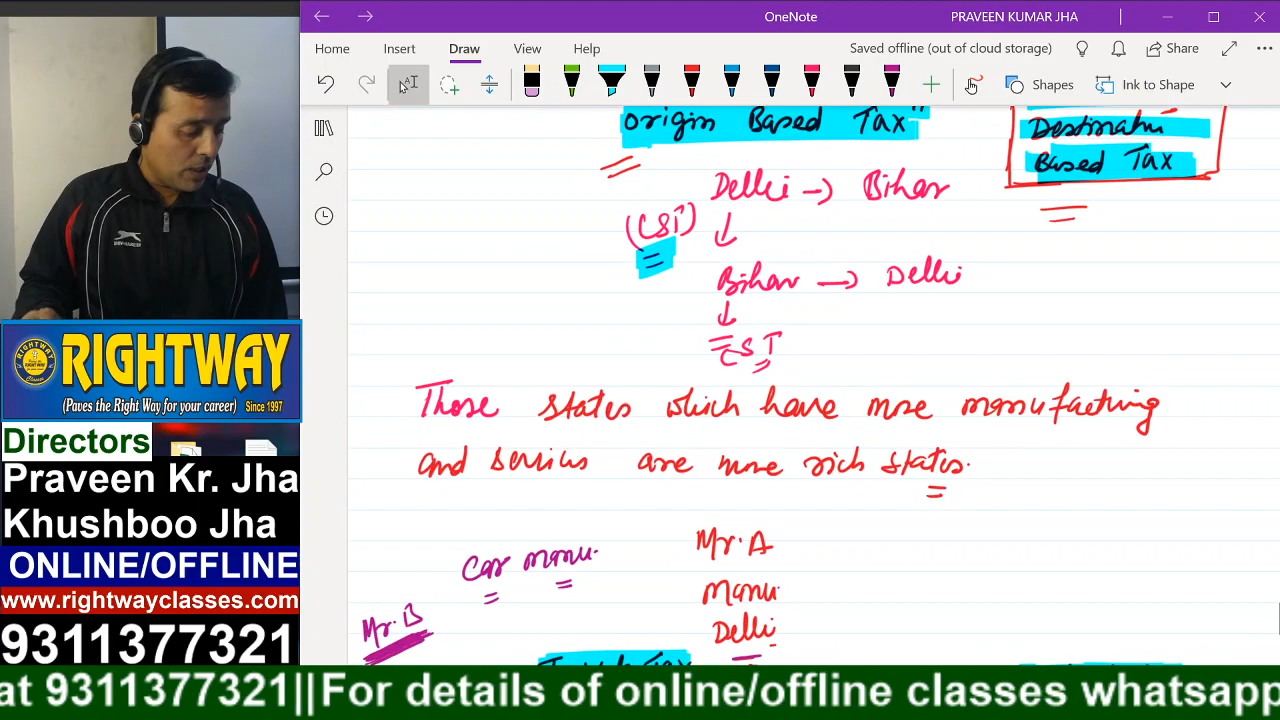 OneNote
PRAVEEN KUMAR JHA
Home Insert Draw View Help
Saved offline (out of cloud storage)
Share
Shapes
Ink to Shape
Origin Based Tax"
Destinatn
Based Tax
Delhi → Bihar
(CST)
Bihar → Delhi
CST
Those states which have more manufacturing
and services are more rich states.
Mr. A
Car manu.
Manu.
Mr. B
Delhi
RIGHTWAY
(Paves the Right Way for your career)
Since 1997
Directors
Praveen Kr. Jha
Khushboo Jha
ONLINE/OFFLINE
www.rightwayclasses.com
9311377321
at 9311377321||For details of online/offline classes whatsapp